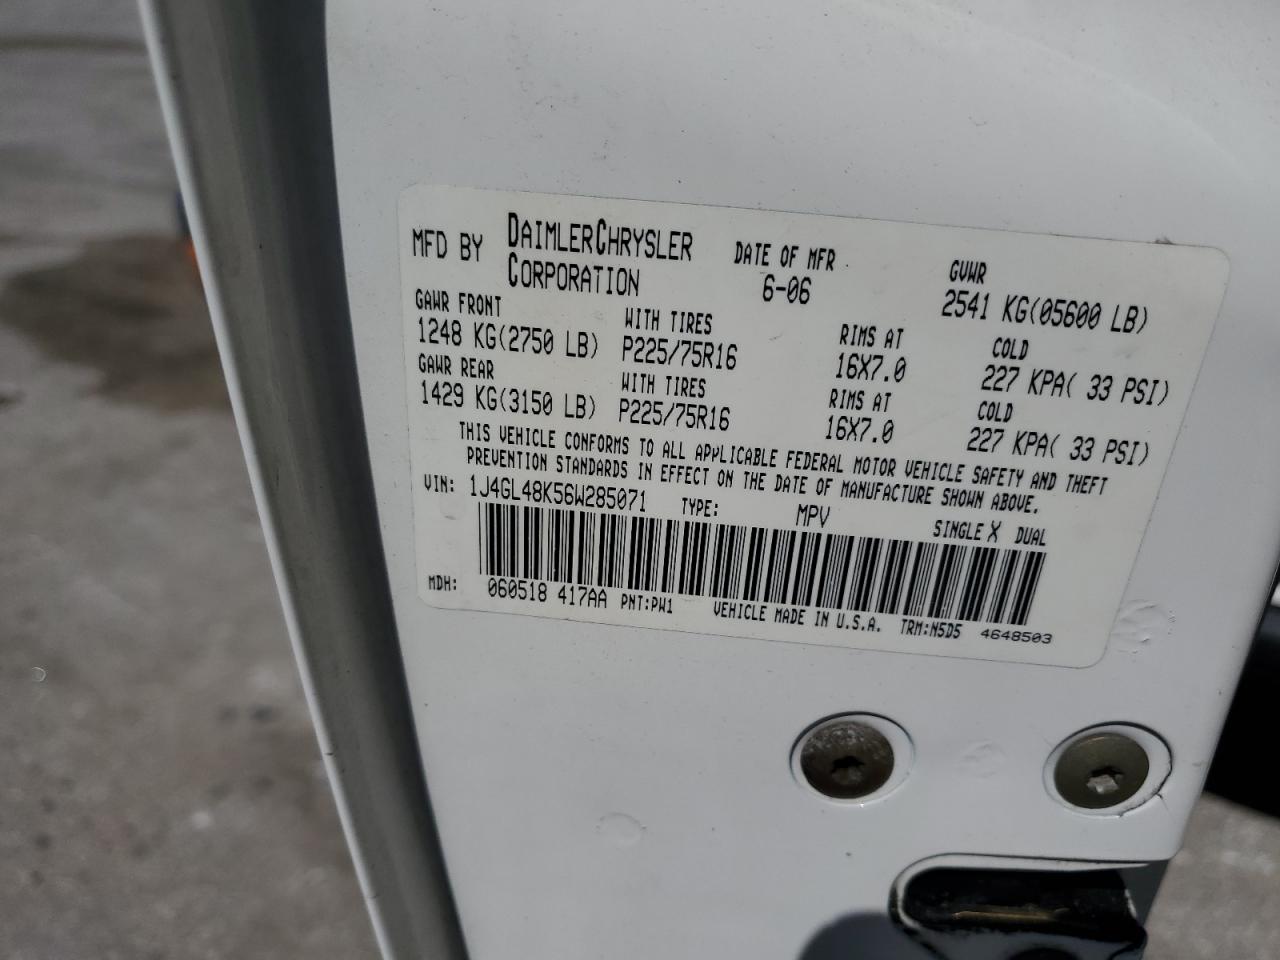 MFD BY DAIMLERCHRYSLER CORPORATION DATE OF MFR 6-06 GVWR 2541 KG(05600 LB)
GAWR FRONT WITH TIRES RIMS AT COLD
1248 KG(2750 LB) P225/75R16 16X7.0 227 KPA( 33 PSI)
GAWR REAR WITH TIRES RIMS AT COLD
1429 KG(3150 LB) P225/75R16 16X7.0 227 KPA( 33 PSI)
THIS VEHICLE CONFORMS TO ALL APPLICABLE FEDERAL MOTOR VEHICLE SAFETY AND THEFT
PREVENTION STANDARDS IN EFFECT ON THE DATE OF MANUFACTURE SHOWN ABOVE.
VIN: 1J4GL48K56W285071 TYPE: MPV SINGLE X DUAL
MDH: 060518 417AA PNT:PW1 VEHICLE MADE IN U.S.A. TRM:N5D5 4648503